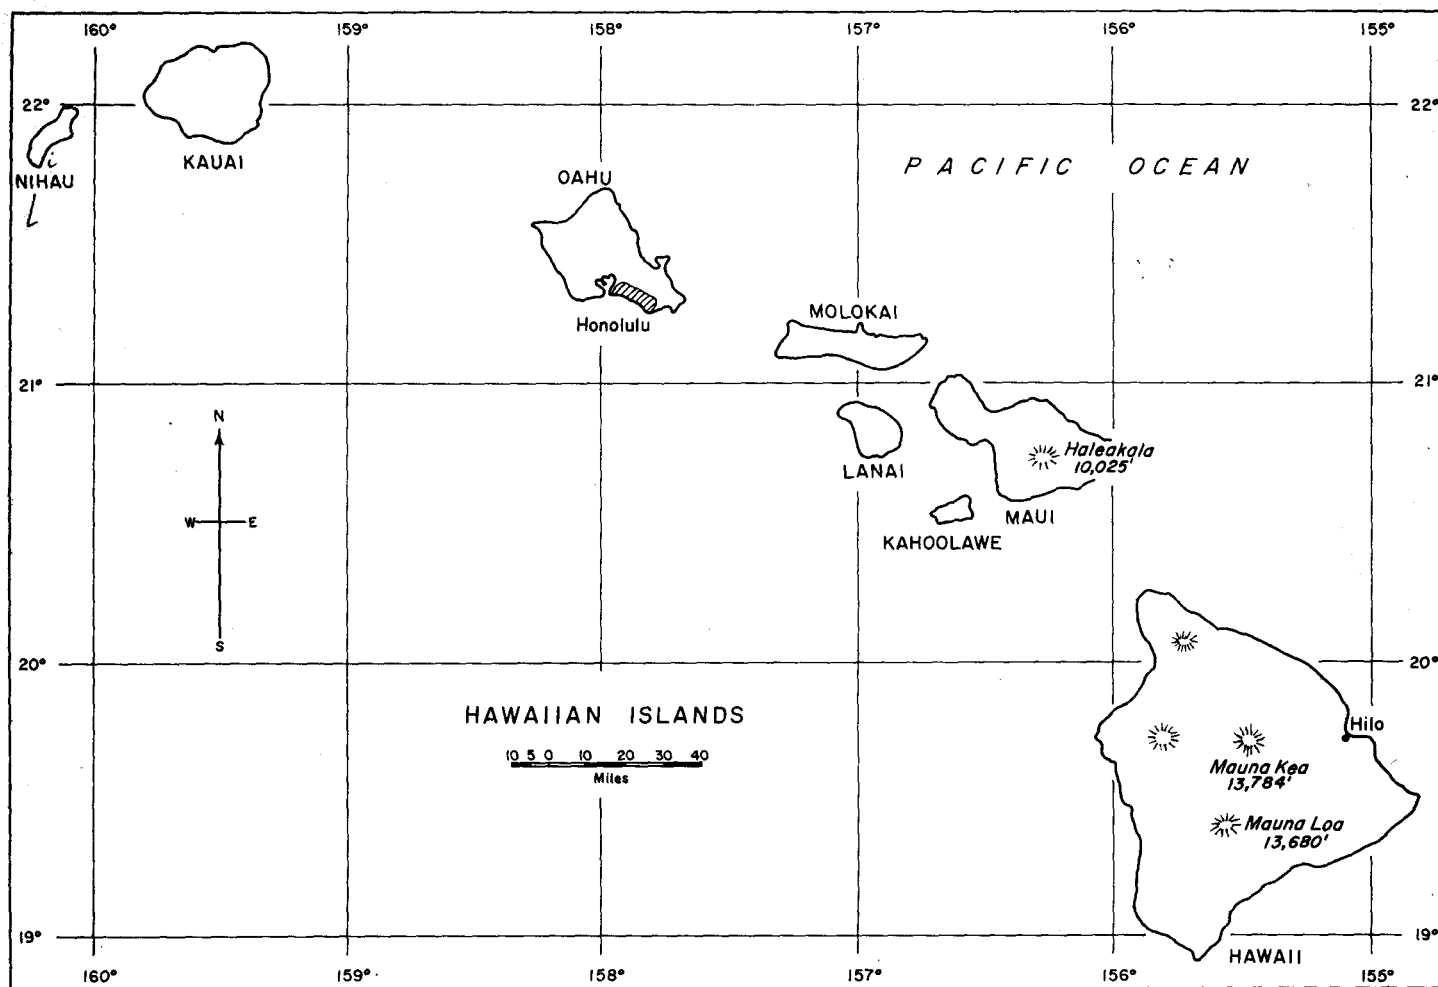 160° 159° 158° 157° 156° 155°
22° 22°
KAUAI
i
NIHAU
OAHU
PACIFIC OCEAN
Honolulu
MOLOKAI
21° 21°
N
W E
S
LANAI
Haleakala
10,025'
MAUI
KAHOOLAWE
20° 20°
HAWAIIAN ISLANDS
10 5 0 10 20 30 40
Miles
Hilo
Mauna Kea
13,784'
Mauna Loa
13,680'
19° 19°
HAWAII
160° 159° 158° 157° 156° 155°